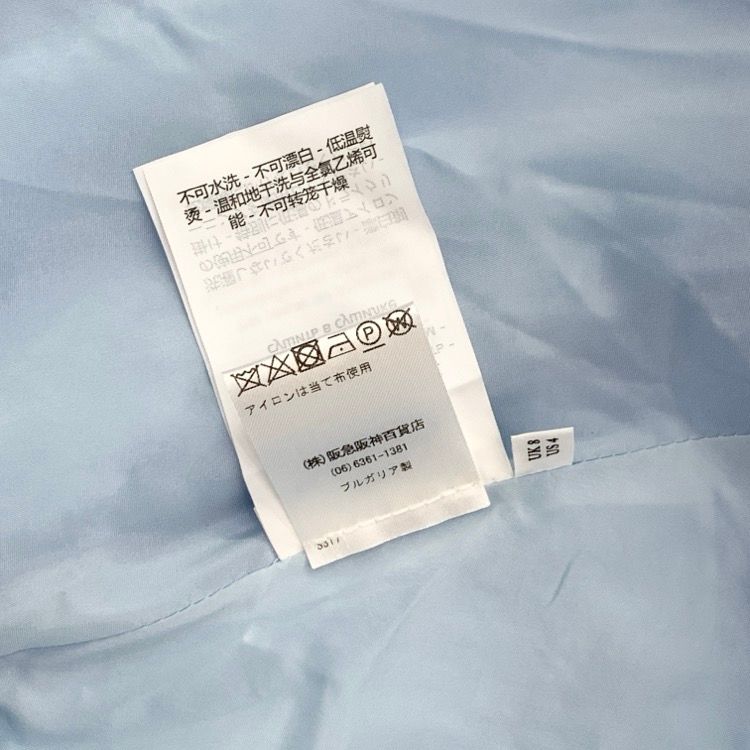 不可水洗 - 不可漂白 - 低温熨
烫 - 温和地干洗与全氯乙烯可
能 - 不可转笼干燥
P
W
アイロンは当て布使用
(株)阪急阪神百貨店
(06) 6361-1381
ブルガリア製
UK 8
US 4